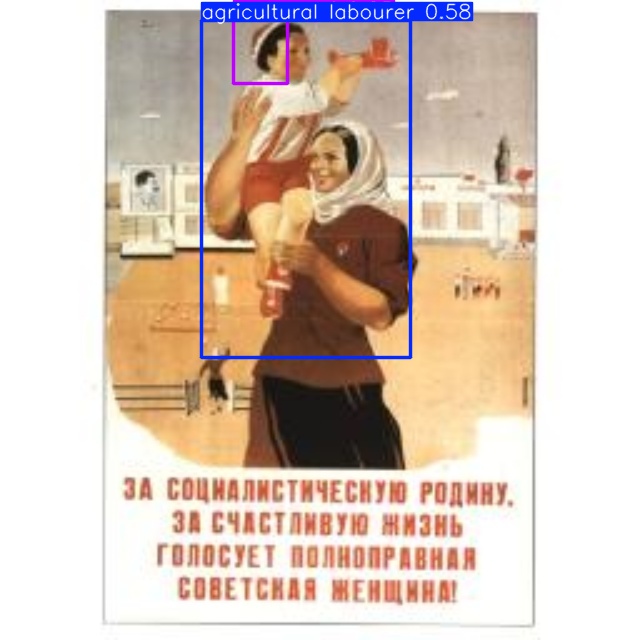 agricultural labourer 0.58
ЗА СОЦИАЛИСТИЧЕСКУЮ РОДИНУ,
ЗА СЧАСТЛИВУЮ ЖИЗНЬ
ГОЛОСУЕТ ПОЛНОПРАВНАЯ
СОВЕТСКАЯ ЖЕНЩИНА!